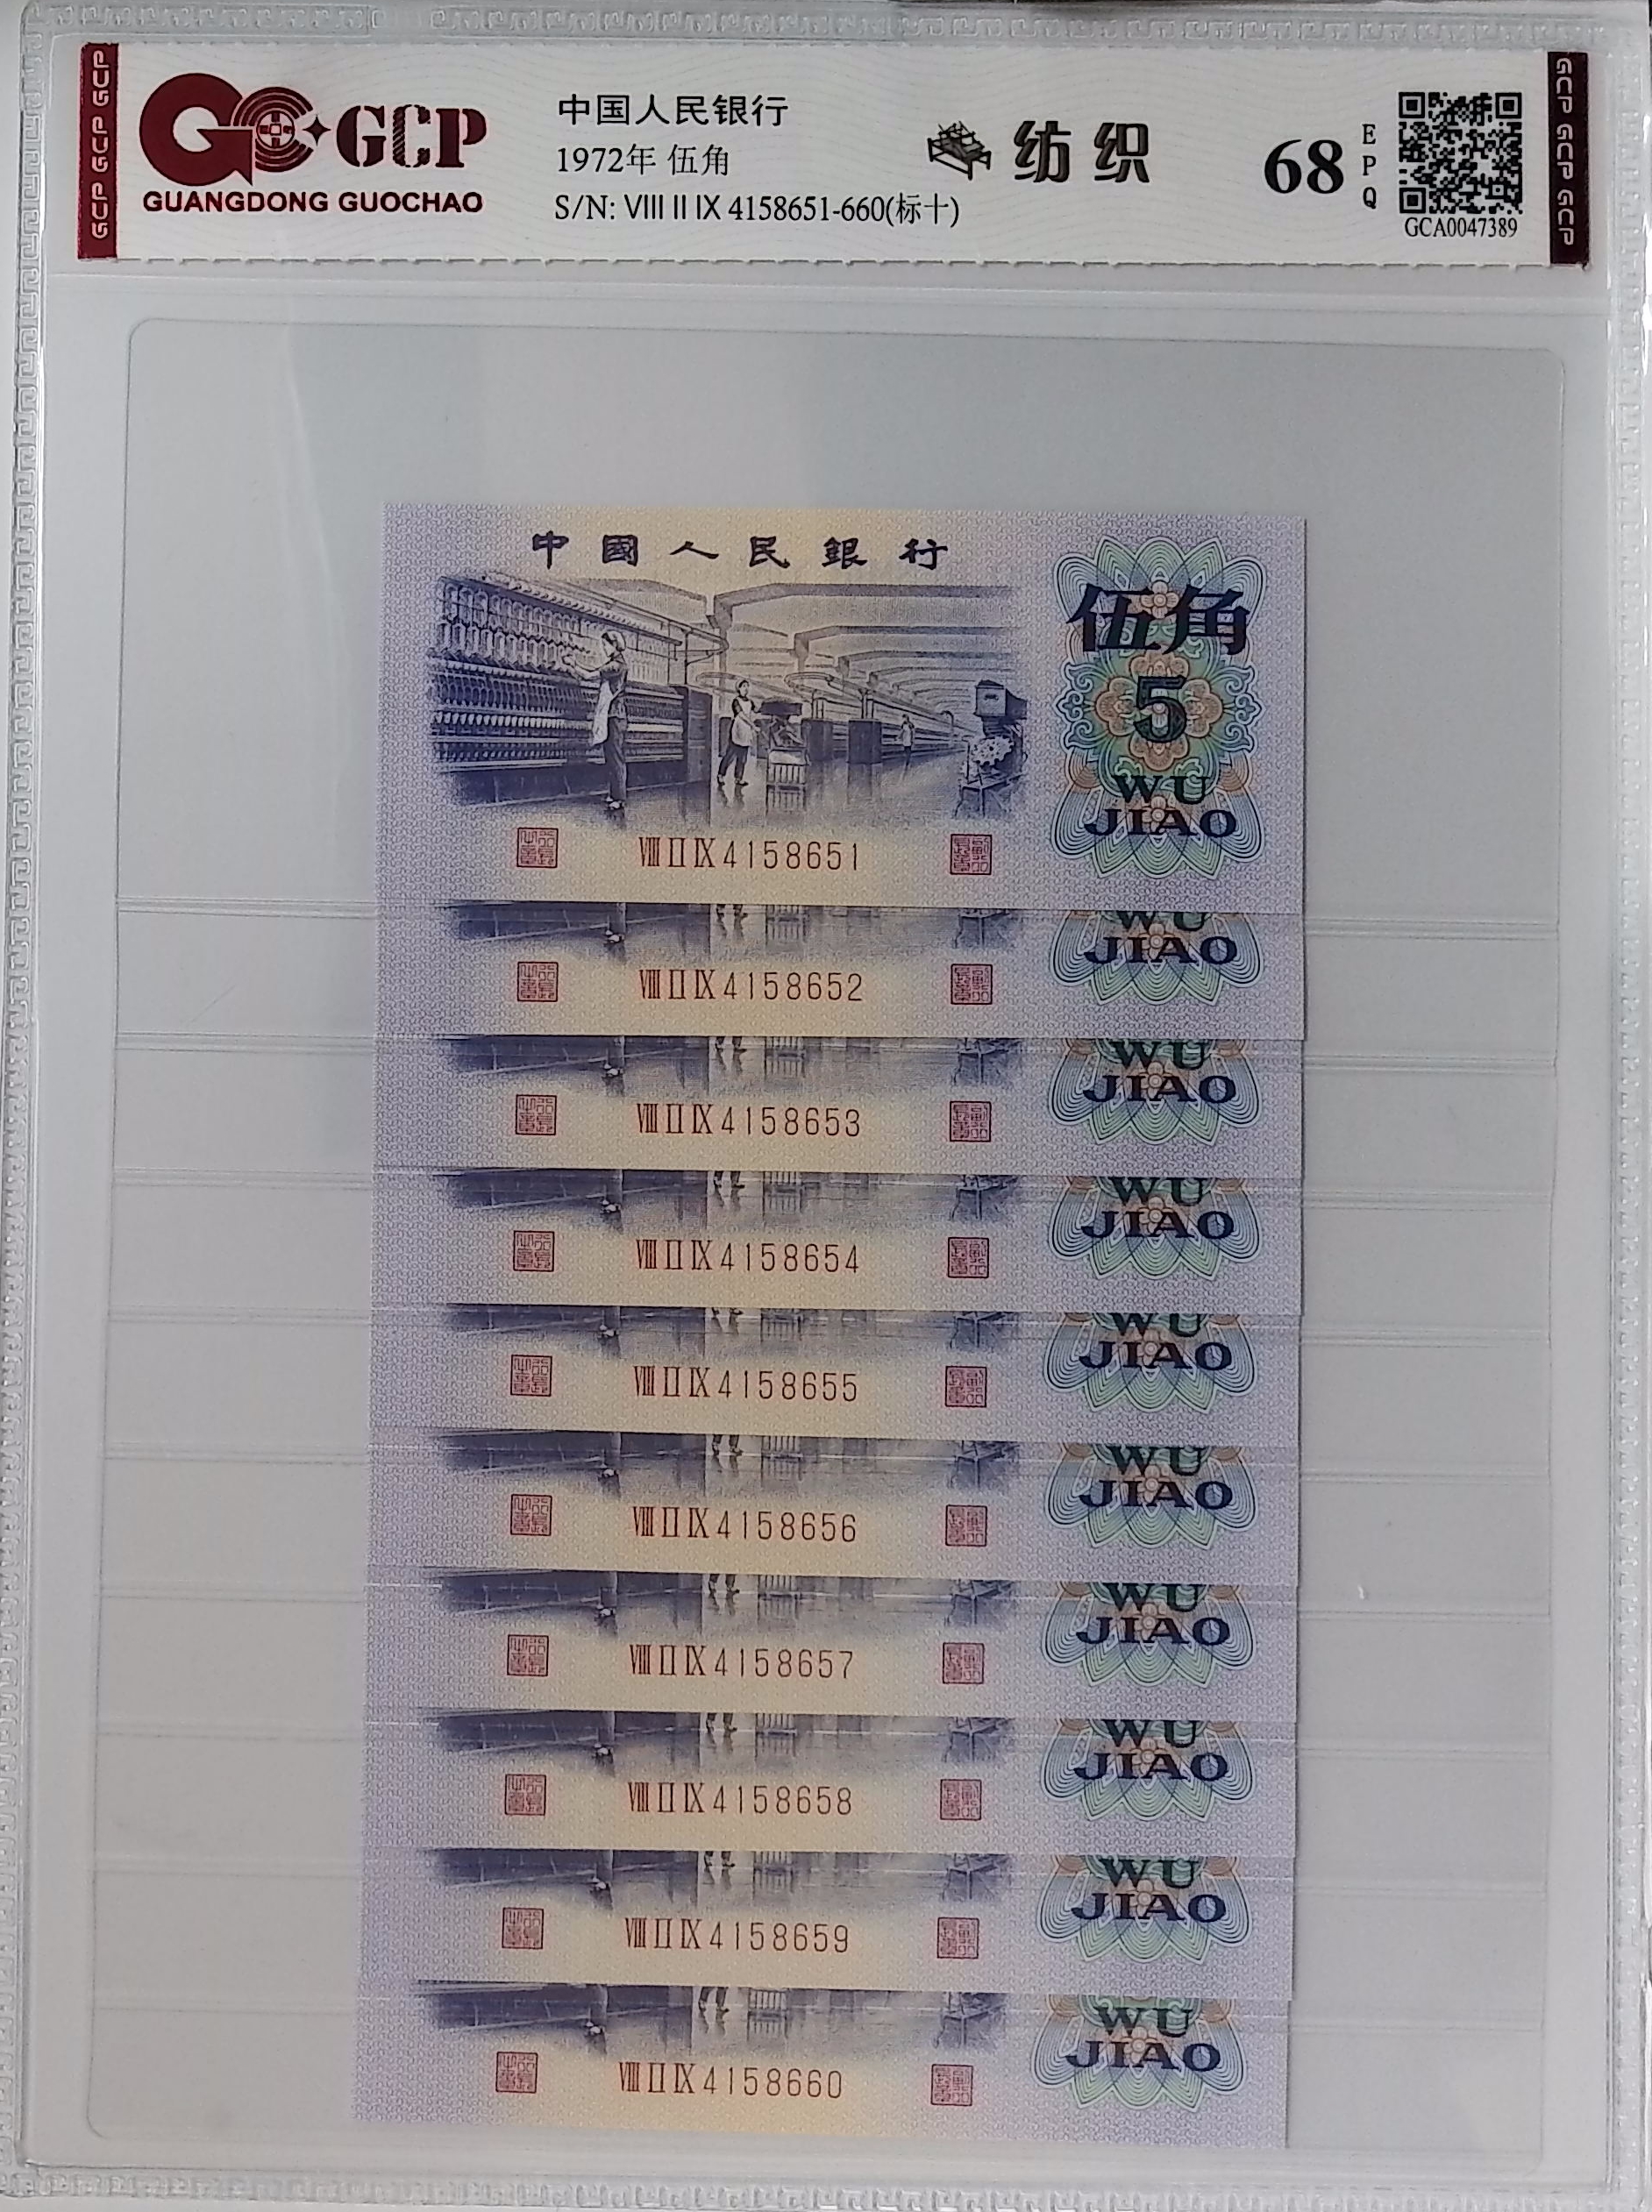 GCP GCP GCP
GCP
GUANGDONG GUOCHAO
中国人民银行
1972年 伍角
S/N: VIII II IX 4158651-660(标十)
纺织
68
EPQ
GCA0047389
GCP GCP GCP
中國人民銀行
伍角
5
WU
JIAO
VIII II IX 4158651
WU
JIAO
VIII II IX 4158652
WU
JIAO
VIII II IX 4158653
WU
JIAO
VIII II IX 4158654
WU
JIAO
VIII II IX 4158655
WU
JIAO
VIII II IX 4158656
WU
JIAO
VIII II IX 4158657
WU
JIAO
VIII II IX 4158658
WU
JIAO
VIII II IX 4158659
WU
JIAO
VIII II IX 4158660